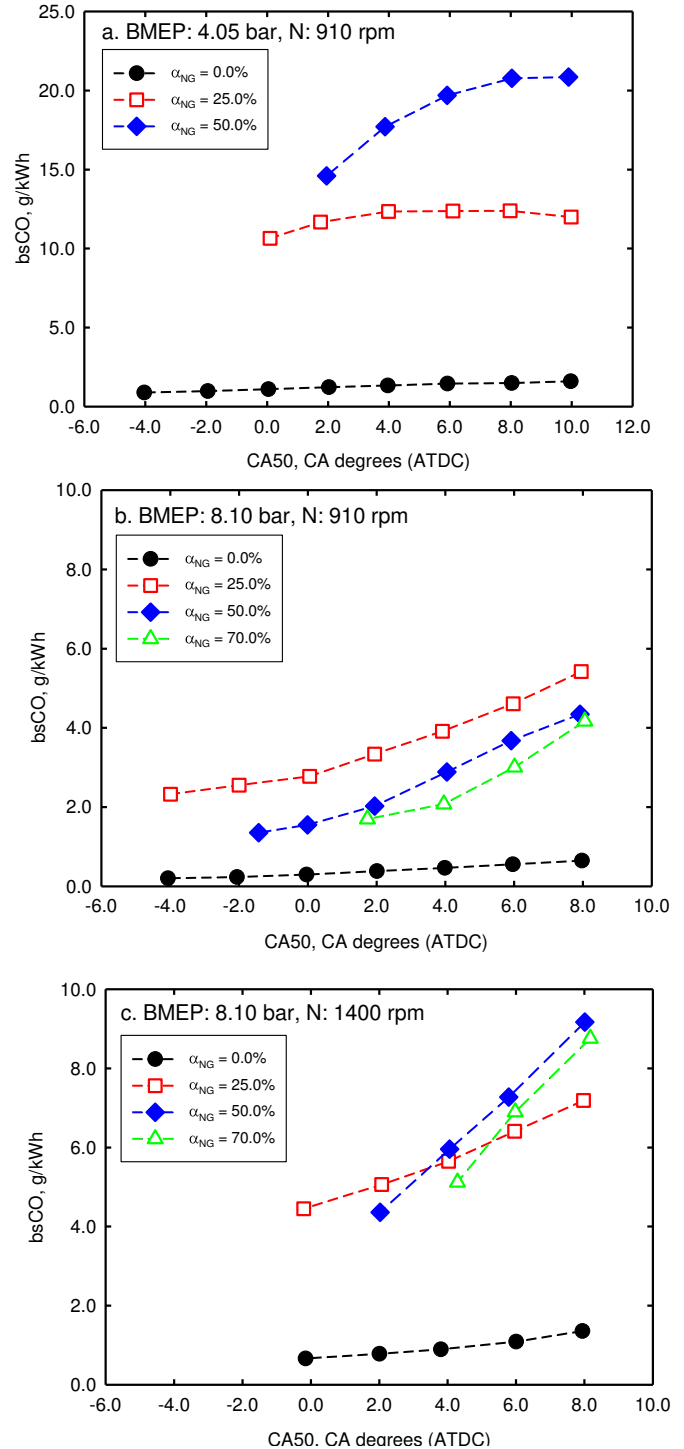 a. BMEP: 4.05 bar, N: 910 rpm
αNG = 0.0%
αNG = 25.0%
αNG = 50.0%
25.0
20.0
15.0
10.0
5.0
0.0
bsCO, g/kWh
-6.0 -4.0 -2.0 0.0 2.0 4.0 6.0 8.0 10.0 12.0
CA50, CA degrees (ATDC)
b. BMEP: 8.10 bar, N: 910 rpm
αNG = 0.0%
αNG = 25.0%
αNG = 50.0%
αNG = 70.0%
10.0
8.0
6.0
4.0
2.0
0.0
bsCO, g/kWh
-6.0 -4.0 -2.0 0.0 2.0 4.0 6.0 8.0 10.0
CA50, CA degrees (ATDC)
c. BMEP: 8.10 bar, N: 1400 rpm
αNG = 0.0%
αNG = 25.0%
αNG = 50.0%
αNG = 70.0%
10.0
8.0
6.0
4.0
2.0
0.0
bsCO, g/kWh
-6.0 -4.0 -2.0 0.0 2.0 4.0 6.0 8.0 10.0
CA50, CA degrees (ATDC)